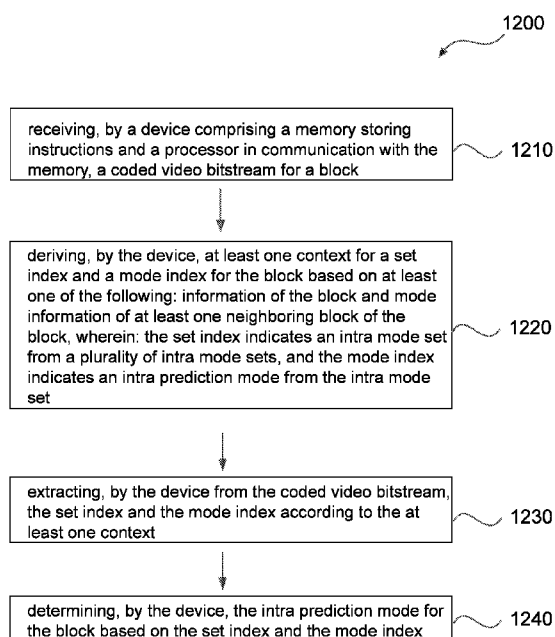 1200
receiving, by a device comprising a memory storing
instructions and a processor in communication with the
memory, a coded video bitstream for a block
1210
deriving, by the device, at least one context for a set
index and a mode index for the block based on at least
one of the following: information of the block and mode
information of at least one neighboring block of the
block, wherein: the set index indicates an intra mode set
from a plurality of intra mode sets, and the mode index
indicates an intra prediction mode from the intra mode
set
1220
extracting, by the device from the coded video bitstream,
the set index and the mode index according to the at
least one context
1230
determining, by the device, the intra prediction mode for
the block based on the set index and the mode index
1240